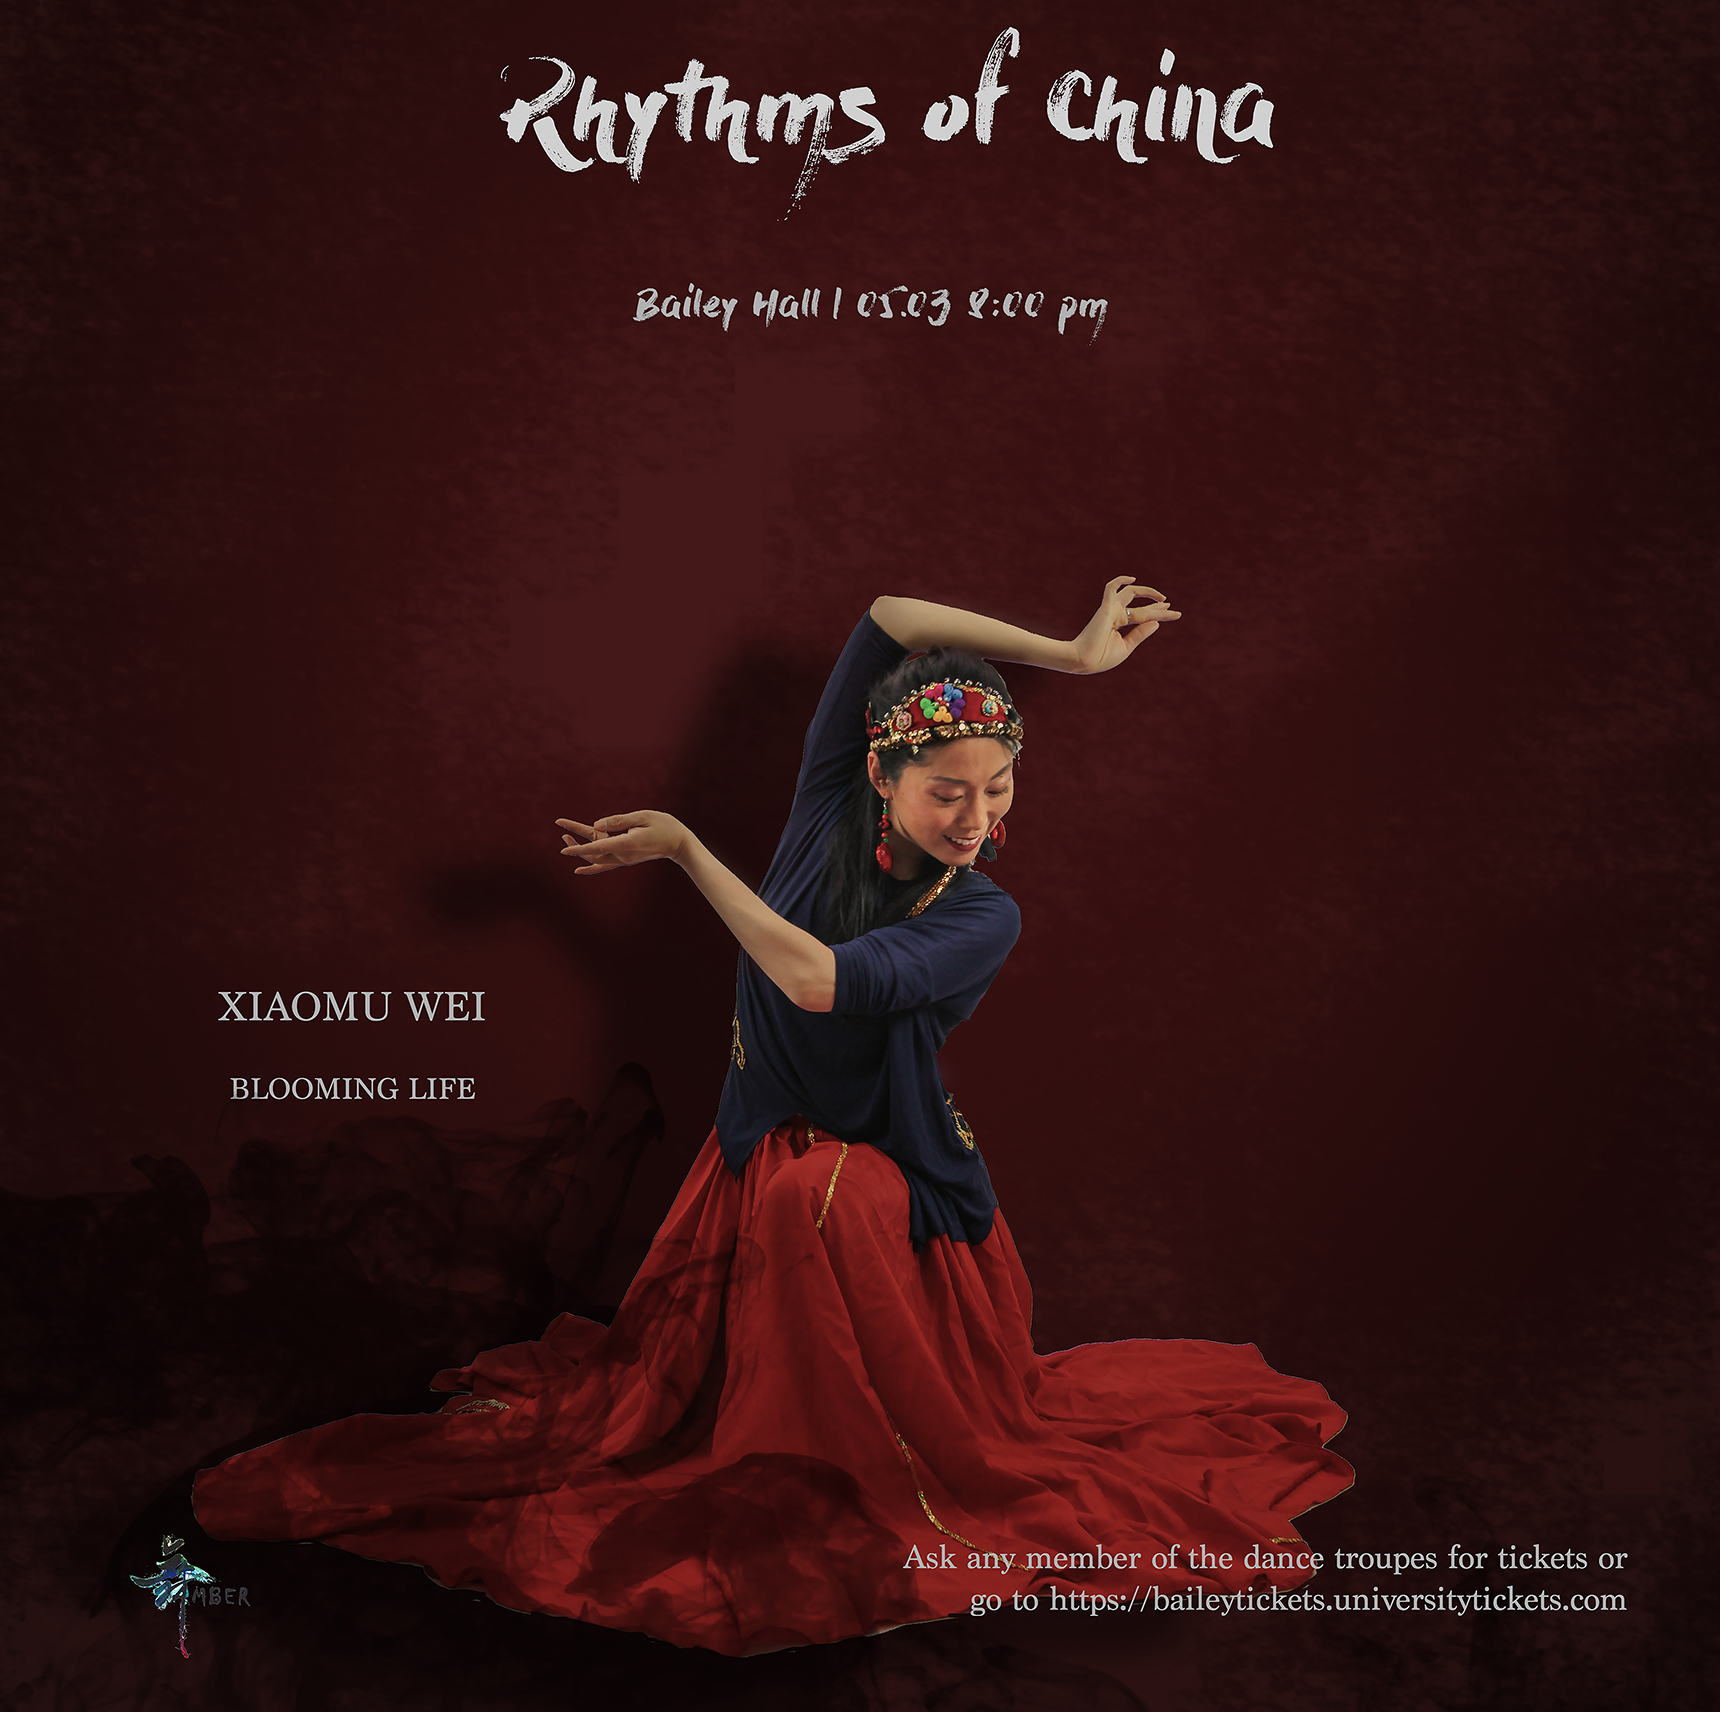 Rhythms of China
Bailey Hall | 05.03 8:00 pm
XIAOMU WEI
BLOOMING LIFE
Ask any member of the dance troupes for tickets or
go to https://baileytickets.universitytickets.com
MBER